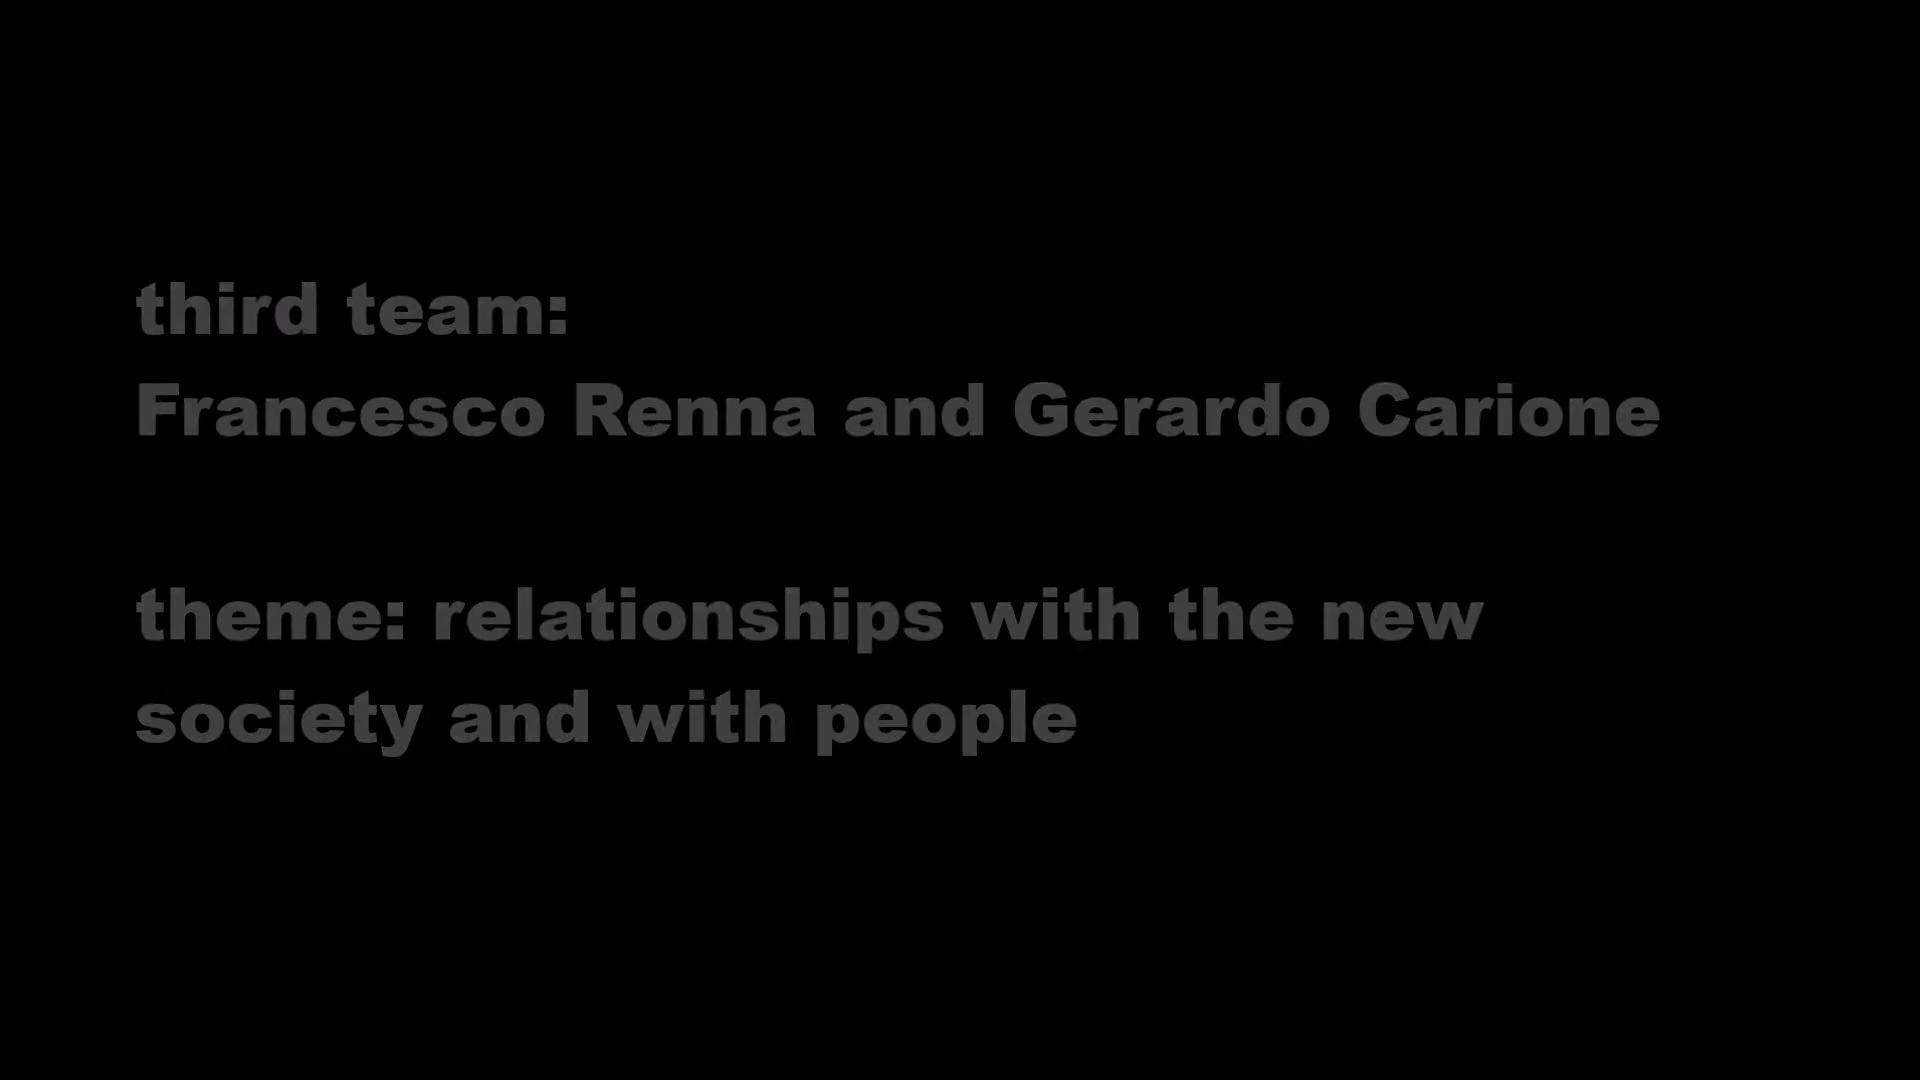 third team:
Francesco Renna and Gerardo Carione
theme: relationships with the new
society and with people